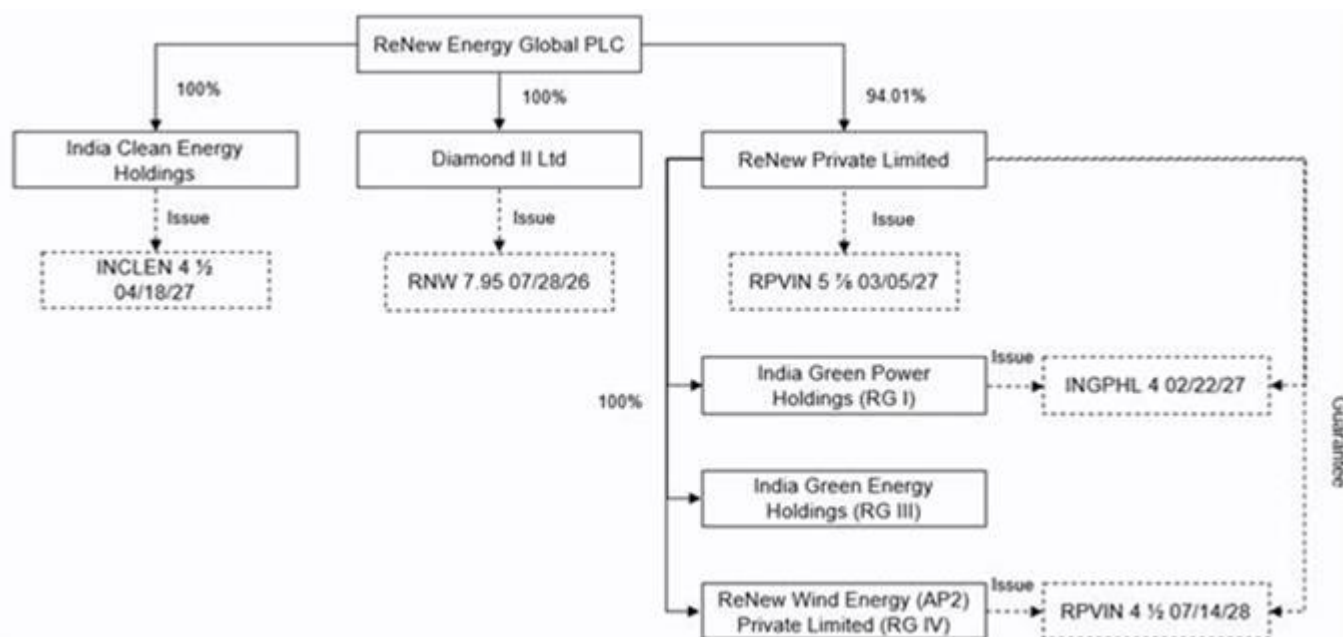 ReNew Energy Global PLC
100%
100%
94.01%
India Clean Energy
Holdings
Diamond II Ltd
ReNew Private Limited
Issue
Issue
Issue
INCLEN 4 ½
04/18/27
RNW 7.95 07/28/26
RPVIN 5 ⅞ 03/05/27
100%
India Green Power
Holdings (RG I)
Issue
INGPHL 4 02/22/27
Guarantee
India Green Energy
Holdings (RG III)
ReNew Wind Energy (AP2)
Private Limited (RG IV)
Issue
RPVIN 4 ½ 07/14/28